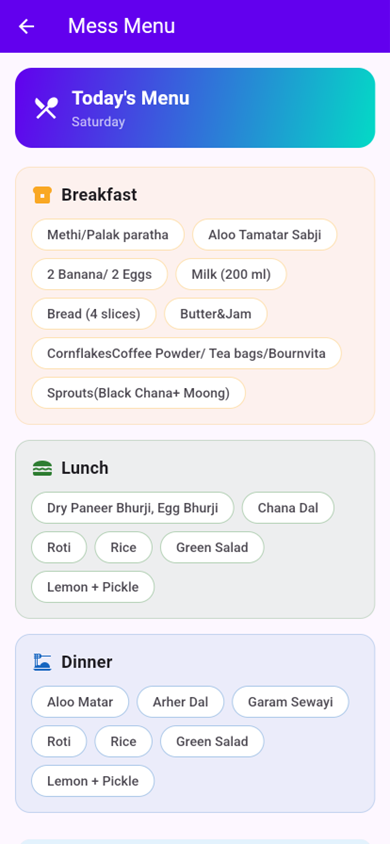 Mess Menu
Today's Menu
Saturday
Breakfast
Methi/Palak paratha Aloo Tamatar Sabji
2 Banana/ 2 Eggs Milk (200 ml)
Bread (4 slices) Butter&Jam
CornflakesCoffee Powder/ Tea bags/Bournvita
Sprouts(Black Chana+ Moong)
Lunch
Dry Paneer Bhurji, Egg Bhurji Chana Dal
Roti Rice Green Salad
Lemon + Pickle
Dinner
Aloo Matar Arher Dal Garam Sewayi
Roti Rice Green Salad
Lemon + Pickle